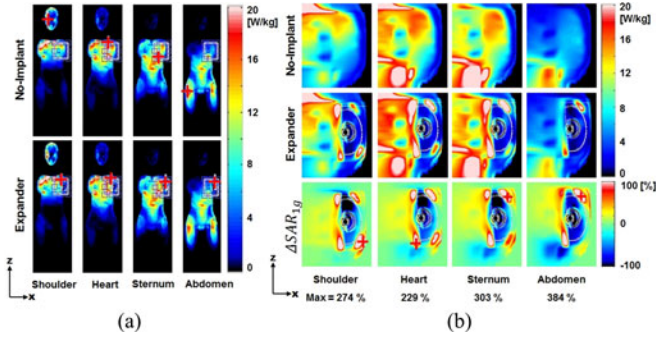 20
[W/kg]
16
12
8
4
0
No-Implant
Expander
z
x
Shoulder Heart Sternum Abdomen
(a)
No-Implant
20
[W/kg]
16
12
8
4
0
Expander
ΔSAR1g
100 [%]
0
-100
z
x
Shoulder Heart Sternum Abdomen
Max = 274 % 229 % 303 % 384 %
(b)